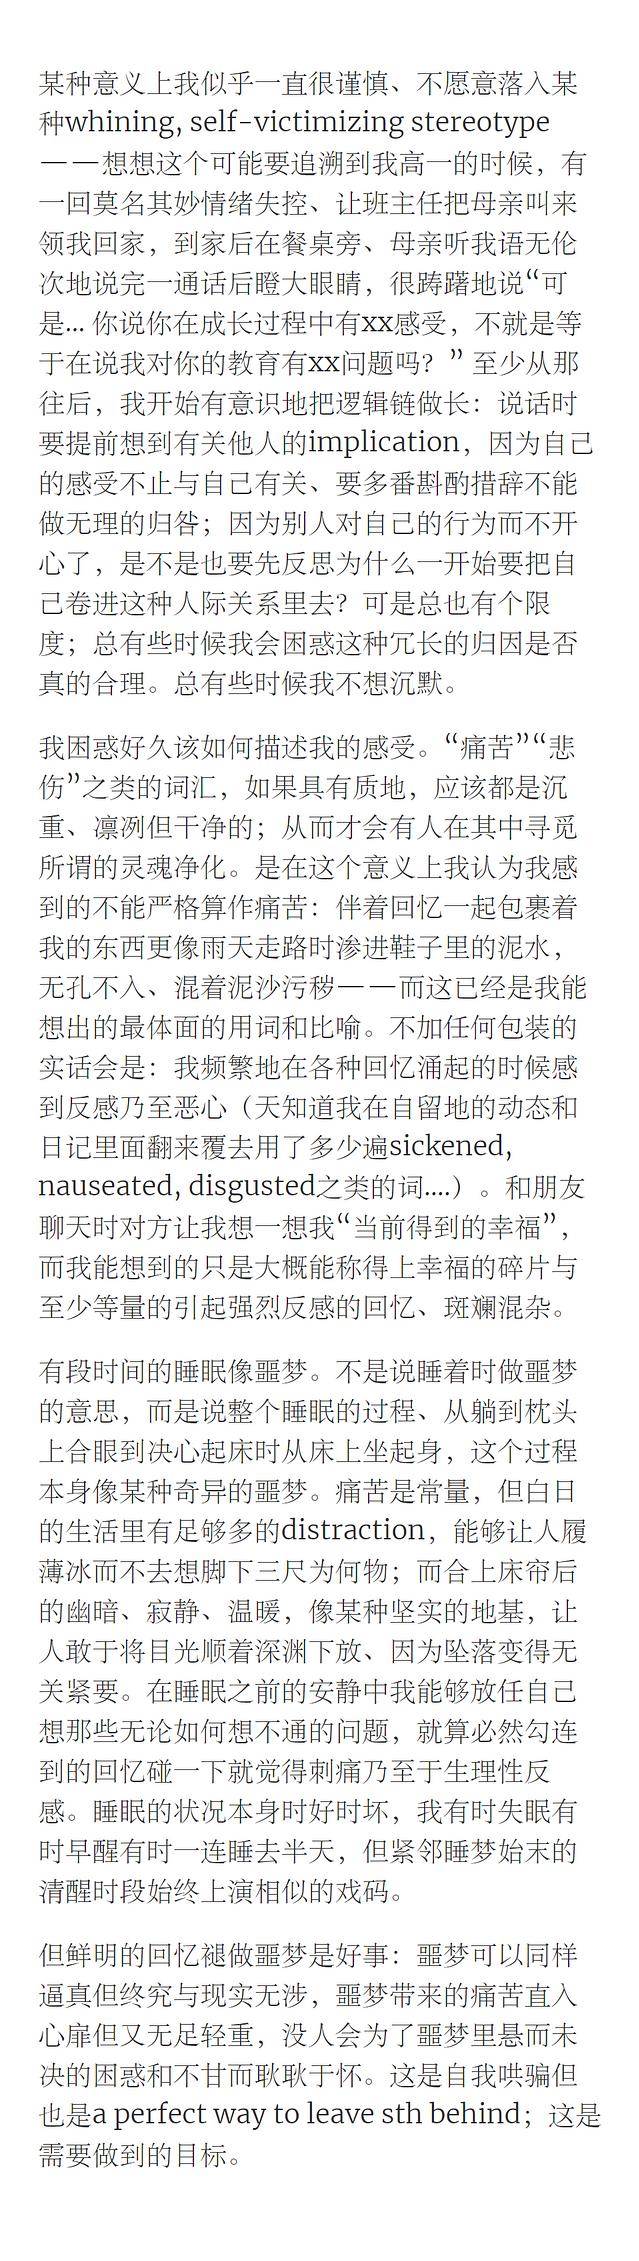 某种意义上我似乎一直很谨慎、不愿意落入某
种whining, self-victimizing stereotype
——想想这个可能要追溯到我高一的时候，有
一回莫名其妙情绪失控、让班主任把母亲叫来
领我回家，到家后在餐桌旁、母亲听我语无伦
次地说完一通话后瞪大眼睛，很踌躇地说“可
是... 你说你在成长过程中有xx感受，不就是等
于在说我对你的教育有xx问题吗？” 至少从那
往后，我开始有意识地把逻辑链做长：说话时
要提前想到有关他人的implication，因为自己
的感受不止与自己有关、要多番斟酌措辞不能
做无理的归咎；因为别人对自己的行为而不开
心了，是不是也要先反思为什么一开始要把自
己卷进这种人际关系里去？可是总也有个限
度；总有些时候我会困惑这种冗长的归因是否
真的合理。总有些时候我不想沉默。
我困惑好久该如何描述我的感受。“痛苦”“悲
伤”之类的词汇，如果具有质地，应该都是沉
重、凛冽但干净的；从而才会有人在其中寻觅
所谓的灵魂净化。是在这个意义上我认为我感
到的不能严格算作痛苦：伴着回忆一起包裹着
我的东西更像雨天走路时渗进鞋子里的泥水，
无孔不入、混着泥沙污秽——而这已经是我能
想出的最体面的用词和比喻。不加任何包装的
实话会是：我频繁地在各种回忆涌起的时候感
到反感乃至恶心（天知道我在自留地的动态和
日记里面翻来覆去用了多少遍sickened,
nauseated, disgusted之类的词....）。和朋友
聊天时对方让我想一想我“当前得到的幸福”，
而我能想到的只是大概能称得上幸福的碎片与
至少等量的引起强烈反感的回忆、斑斓混杂。
有段时间的睡眠像噩梦。不是说睡着时做噩梦
的意思，而是说整个睡眠的过程、从躺到枕头
上合眼到决心起床时从床上坐起身，这个过程
本身像某种奇异的噩梦。痛苦是常量，但白日
的生活里有足够多的distraction，能够让人履
薄冰而不去想脚下三尺为何物；而合上床帘后
的幽暗、寂静、温暖，像某种坚实的地基，让
人敢于将目光顺着深渊下放、因为坠落变得无
关紧要。在睡眠之前的安静中我能够放任自己
想那些无论如何想不通的问题，就算必然勾连
到的回忆碰一下就觉得刺痛乃至于生理性反
感。睡眠的状况本身时好时坏，我有时失眠有
时早醒有时一连睡去半天，但紧邻睡梦始末的
清醒时段始终上演相似的戏码。
但鲜明的回忆褪做噩梦是好事：噩梦可以同样
逼真但终究与现实无涉，噩梦带来的痛苦直入
心扉但又无足轻重，没人会为了噩梦里悬而未
决的困惑和不甘而耿耿于怀。这是自我哄骗但
也是a perfect way to leave sth behind；这是
需要做到的目标。